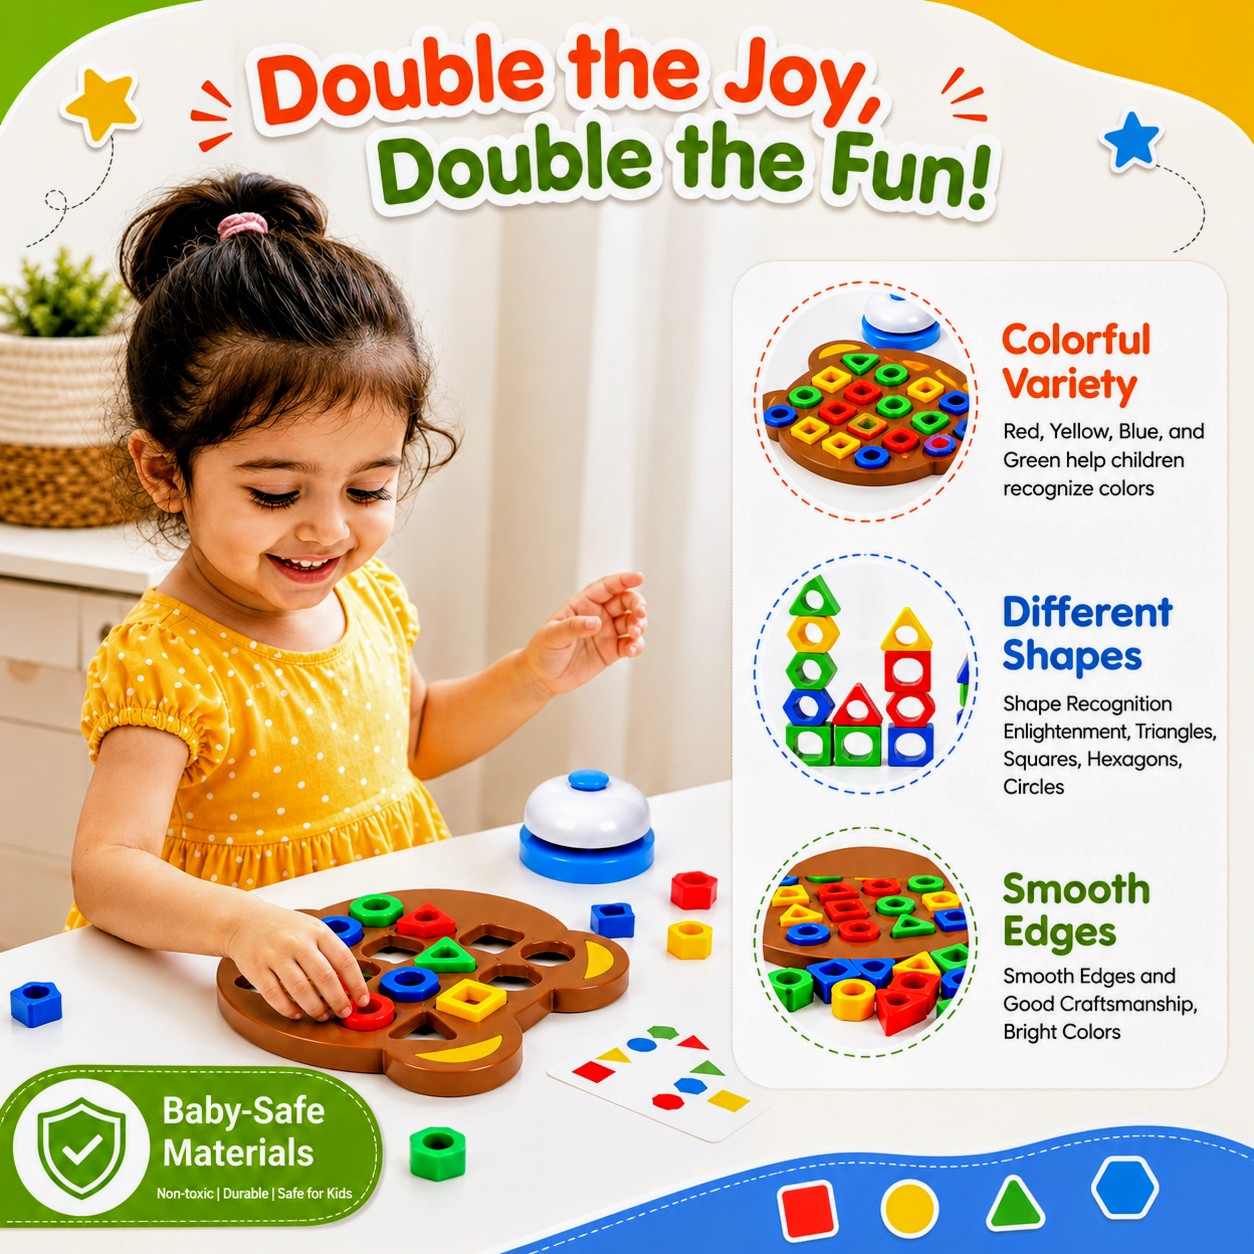 Double the Joy,
Double the Fun!
Colorful
Variety
Red, Yellow, Blue, and
Green help children
recognize colors
Different
Shapes
Shape Recognition
Enlightenment, Triangles,
Squares, Hexagons,
Circles
Smooth
Edges
Smooth Edges and
Good Craftsmanship,
Bright Colors
Baby-Safe
Materials
Non-toxic | Durable | Safe for Kids